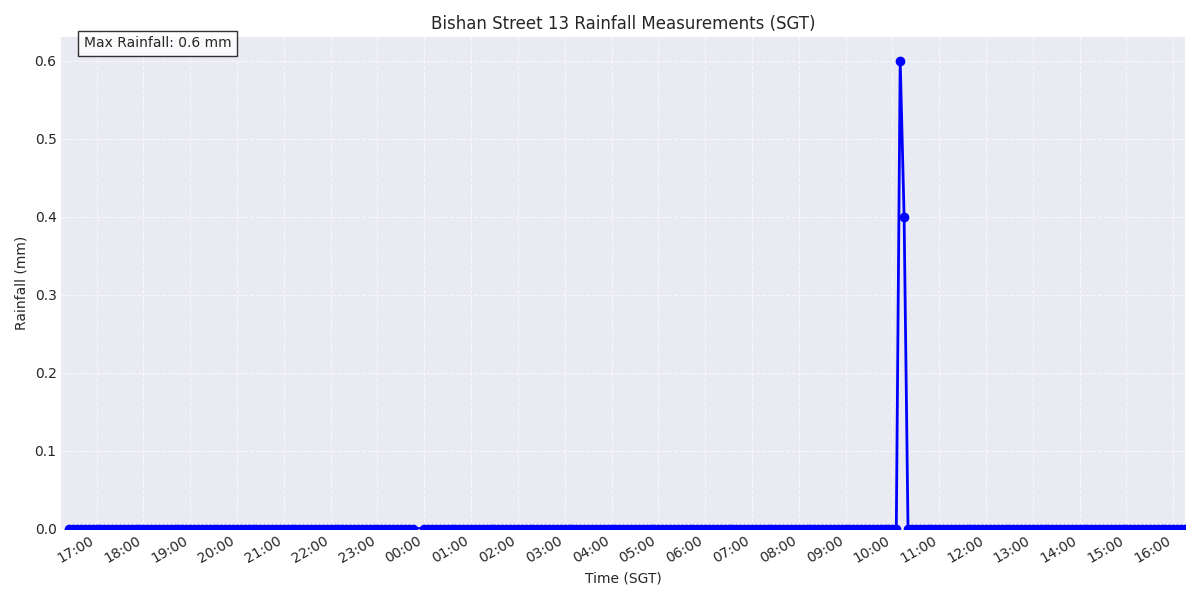 Bishan Street 13 Rainfall Measurements (SGT)
Max Rainfall: 0.6 mm
0.6
0.5
0.4
0.3
0.2
0.1
0.0
Rainfall (mm)
17:00 18:00 19:00 20:00 21:00 22:00 23:00 00:00 01:00 02:00 03:00 04:00 05:00 06:00 07:00 08:00 09:00 10:00 11:00 12:00 13:00 14:00 15:00 16:00
Time (SGT)